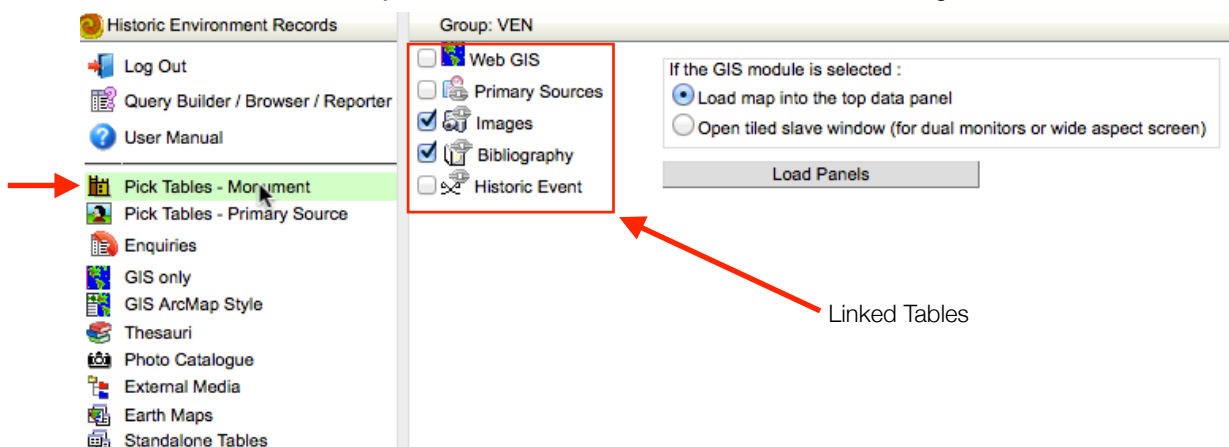 Historic Environment Records
Log Out
Query Builder / Browser / Reporter
User Manual
Pick Tables - Monument
Pick Tables - Primary Source
Enquiries
GIS only
GIS ArcMap Style
Thesauri
Photo Catalogue
External Media
Earth Maps
Standalone Tables
Group: VEN
Web GIS
Primary Sources
Images
Bibliography
Historic Event
If the GIS module is selected :
Load map into the top data panel
Open tiled slave window (for dual monitors or wide aspect screen)
Load Panels
Linked Tables